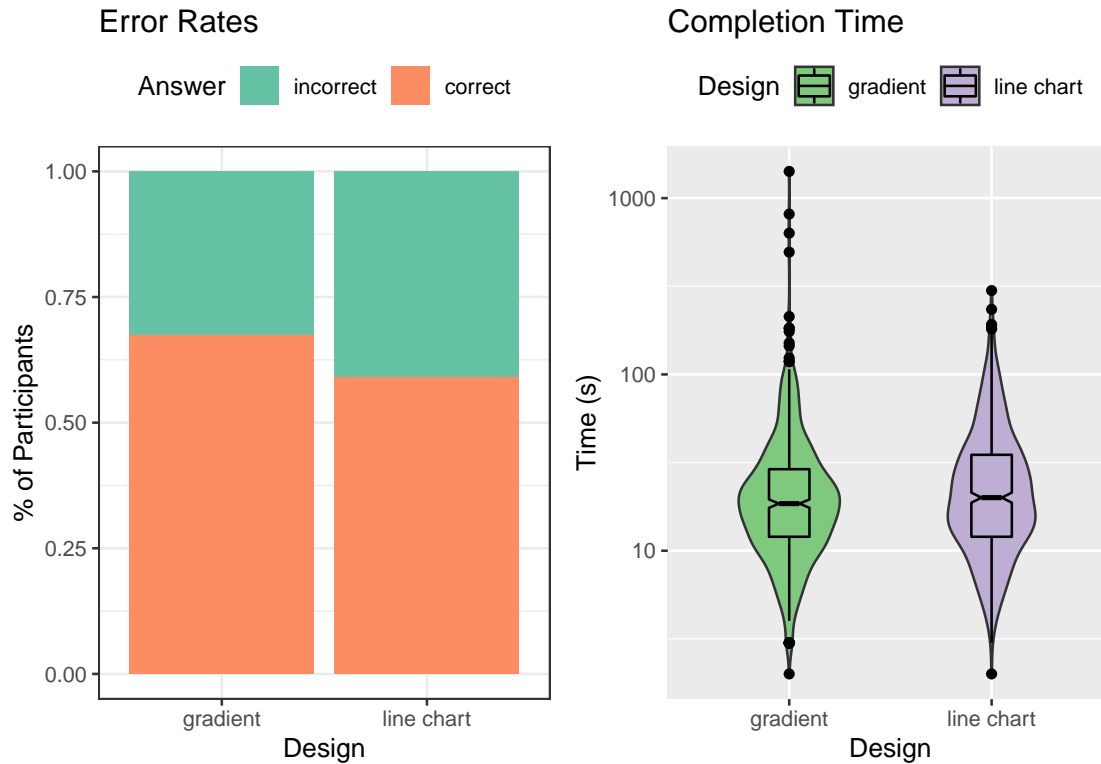 Error Rates
Answer incorrect correct
1.00
0.75
0.50
0.25
0.00
% of Participants
gradient line chart
Design
Completion Time
Design gradient line chart
1000
100
10
Time (s)
gradient line chart
Design